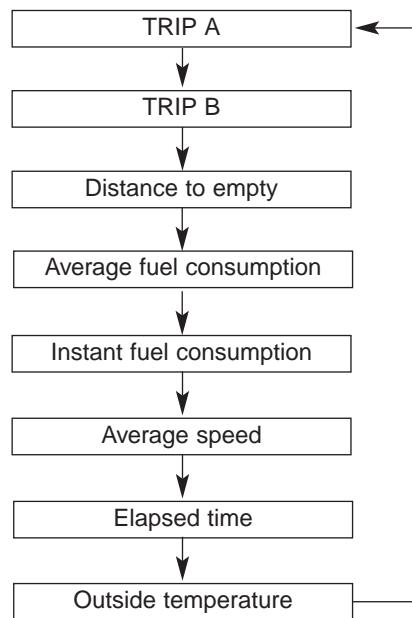 TRIP A
TRIP B
Distance to empty
Average fuel consumption
Instant fuel consumption
Average speed
Elapsed time
Outside temperature